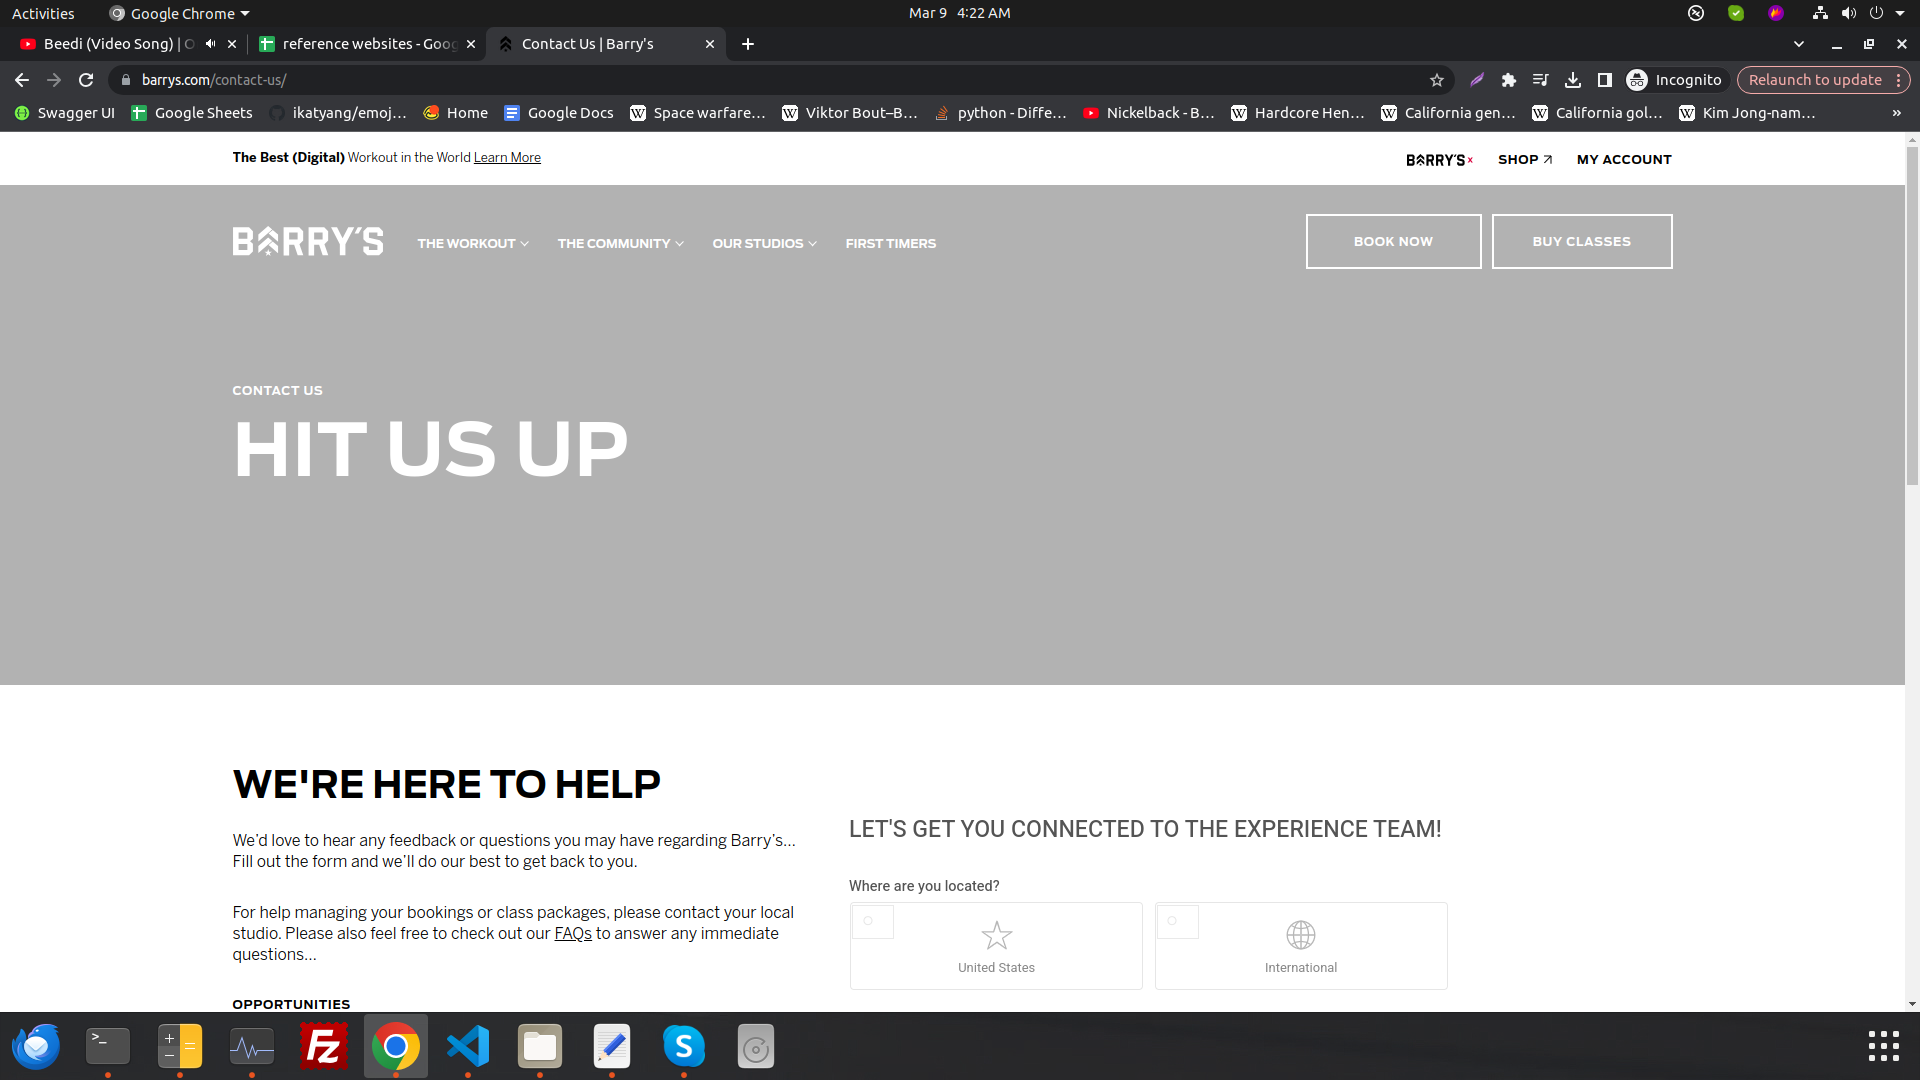 Activities
Google Chrome
Mar 9 4:22 AM
Beedi (Video Song) |
reference websites - Goog
Contact Us | Barry's
barrys.com/contact-us/
Incognito
Relaunch to update
Swagger UI
Google Sheets
ikatyang/emoj…
Home
Google Docs
Space warfare…
Viktor Bout–B…
python - Diffe…
Nickelback - B…
Hardcore Hen…
California gen…
California gol…
Kim Jong-nam…
»
The Best (Digital) Workout in the World Learn More
BARRY'S X
SHOP
MY ACCOUNT
BARRY'S
THE WORKOUT
THE COMMUNITY
OUR STUDIOS
FIRST TIMERS
BOOK NOW
BUY CLASSES
CONTACT US
HIT US UP
WE'RE HERE TO HELP
We’d love to hear any feedback or questions you may have regarding Barry’s…
Fill out the form and we’ll do our best to get back to you.
For help managing your bookings or class packages, please contact your local
studio. Please also feel free to check out our FAQs to answer any immediate
questions…
OPPORTUNITIES
LET'S GET YOU CONNECTED TO THE EXPERIENCE TEAM!
Where are you located?
United States
International